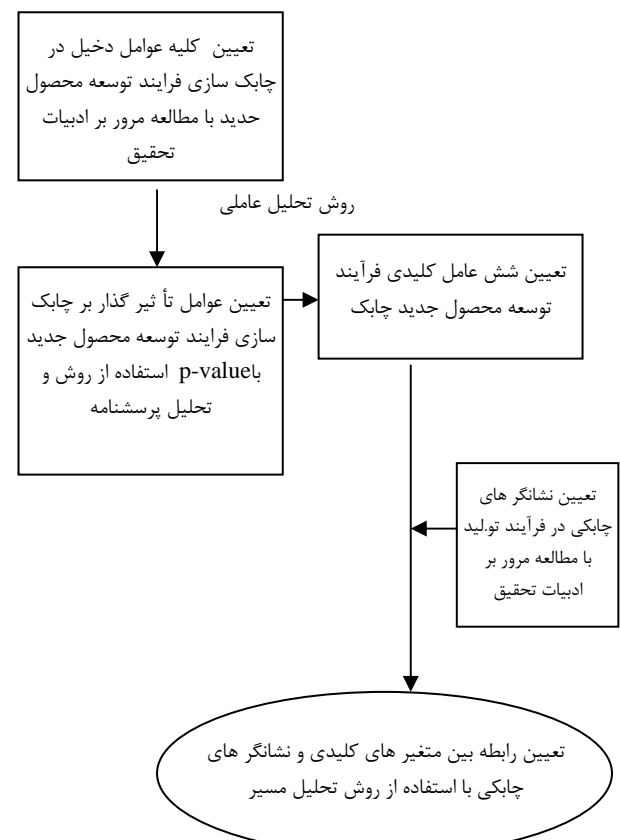 تعیین کلیه عوامل دخیل در
چابک سازی فرایند توسعه محصول
حدید با مطالعه مرور بر ادبیات
تحقیق
روش تحلیل عاملی
تعیین عوامل تأ ثیر گذار بر چابک
سازی فرایند توسعه محصول جدید
باp-value استفاده از روش و
تحلیل پرسشنامه
تعیین شش عامل کلیدی فرآیند
توسعه محصول جدید چابک
تعیین نشانگر های
چابکی در فرآیند تو.لید
با مطالعه مرور بر
ادبیات تحقیق
تعیین رابطه بین متغیر های کلیدی و نشانگر های
چابکی با استفاده از روش تحلیل مسیر